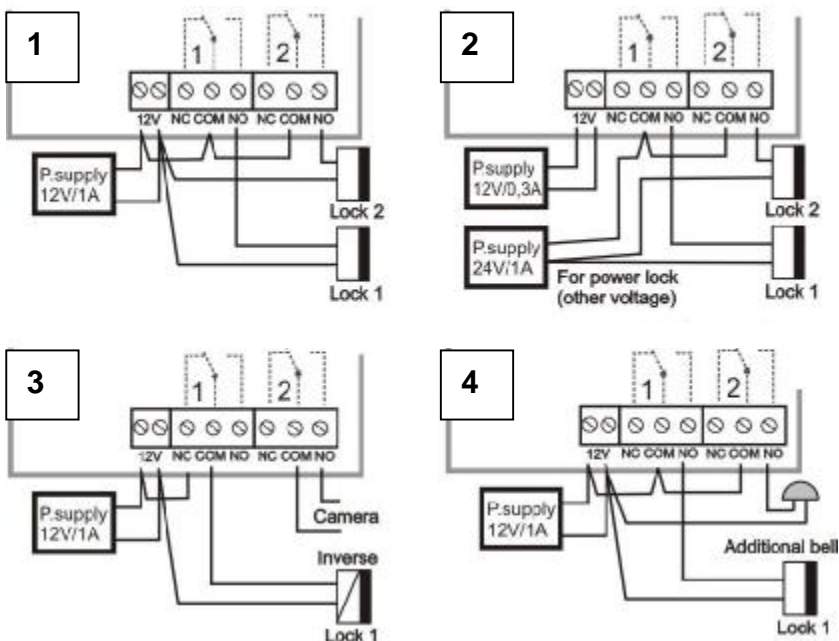 1
1
2
12V NC COM NO NC COM NO
P.supply
12V/1A
Lock 2
Lock 1
2
1
2
12V NC COM NO NC COM NO
P.supply
12V/0,3A
P.supply
24V/1A
For power lock
(other voltage)
Lock 2
Lock 1
3
1
2
12V NC COM NO NC COM NO
P.supply
12V/1A
Camera
Inverse
Lock 1
4
1
2
12V NC COM NO NC COM NO
P.supply
12V/1A
Additional bell
Lock 1